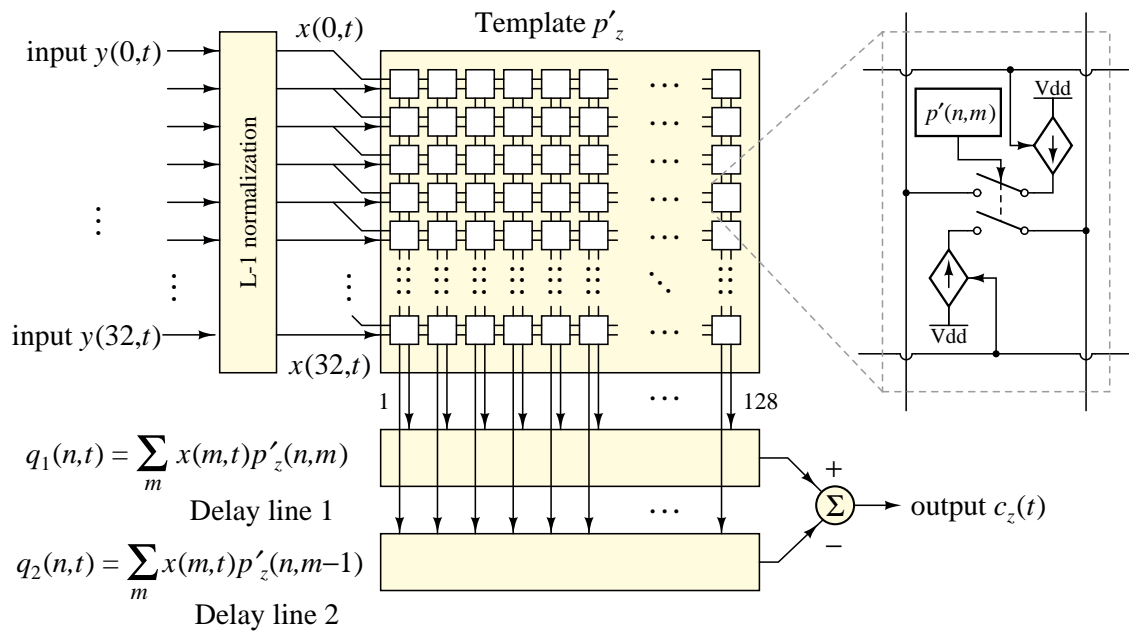 Template p′z
input y(0,t)
x(0,t)
L-1 normalization
input y(32,t)
x(32,t)
Vdd
p′(n,m)
Vdd
1
128
q1(n,t) = ∑m x(m,t)p′z(n,m)
Delay line 1
+
Σ
−
output cz(t)
q2(n,t) = ∑m x(m,t)p′z(n,m−1)
Delay line 2